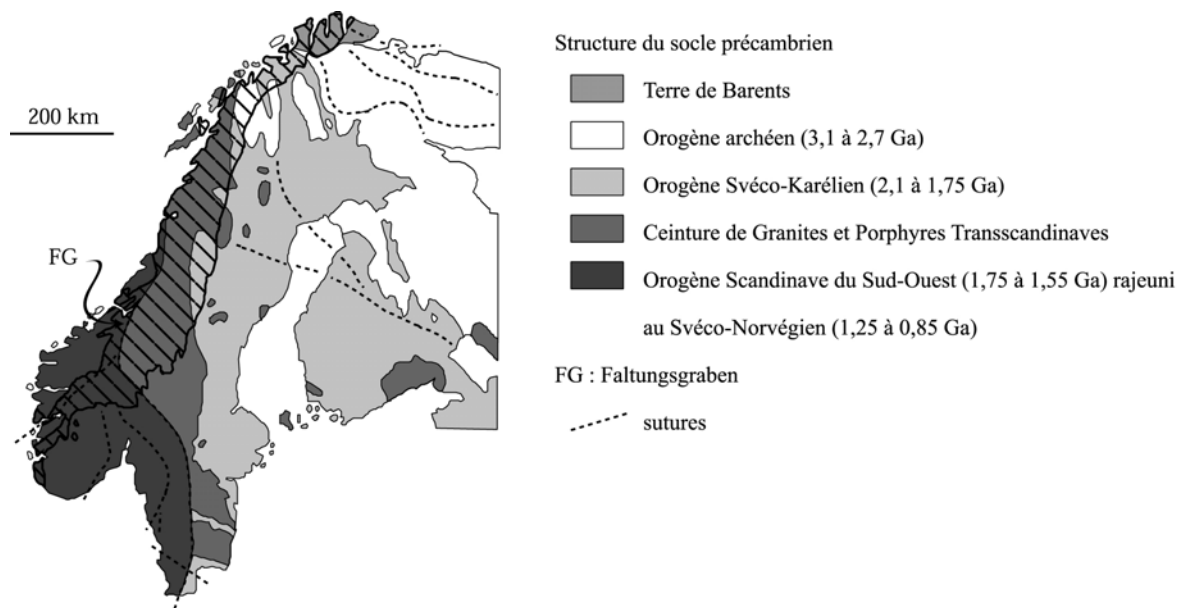 200 km
FG
Structure du socle précambrien
Terre de Barents
Orogène archéen (3,1 à 2,7 Ga)
Orogène Svéco-Karélien (2,1 à 1,75 Ga)
Ceinture de Granites et Porphyres Transscandinaves
Orogène Scandinave du Sud-Ouest (1,75 à 1,55 Ga) rajeuni
au Svéco-Norvégien (1,25 à 0,85 Ga)
FG : Faltungsgraben
sutures